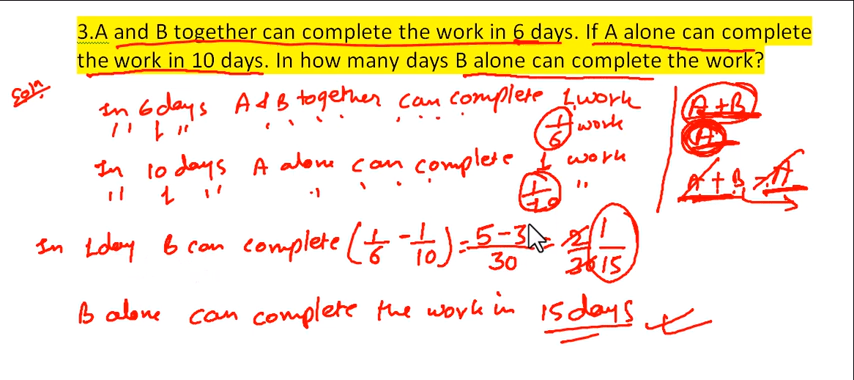 3.A and B together can complete the work in 6 days. If A alone can complete
the work in 10 days. In how many days B alone can complete the work?
Soln.
In 6 days A & B together can complete 1 work
" 1 " " " " " " 1/6 work
In 10 days A alone can complete 1 work
" 1 " " " " 1/10 "
In 1 day B can complete (1/6 - 1/10) = 5-3/30 = 2/30 1/15
B alone can complete the work in 15 days
A+B
A
A+B-A